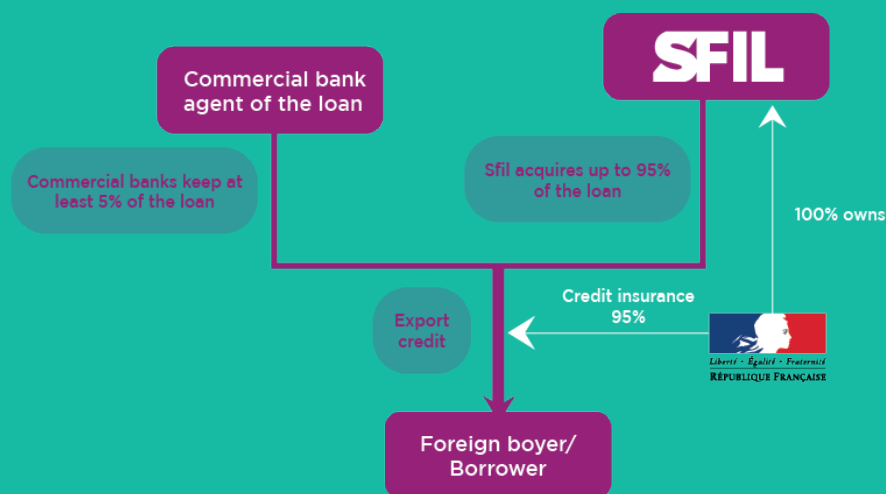 SFIL
Commercial bank
agent of the loan
Commercial banks keep at
least 5% of the loan
Sfil acquires up to 95%
of the loan
100% owns
Export
credit
Credit insurance
95%
Liberté • Égalité • Fraternité
RÉPUBLIQUE FRANÇAISE
Foreign boyer/
Borrower